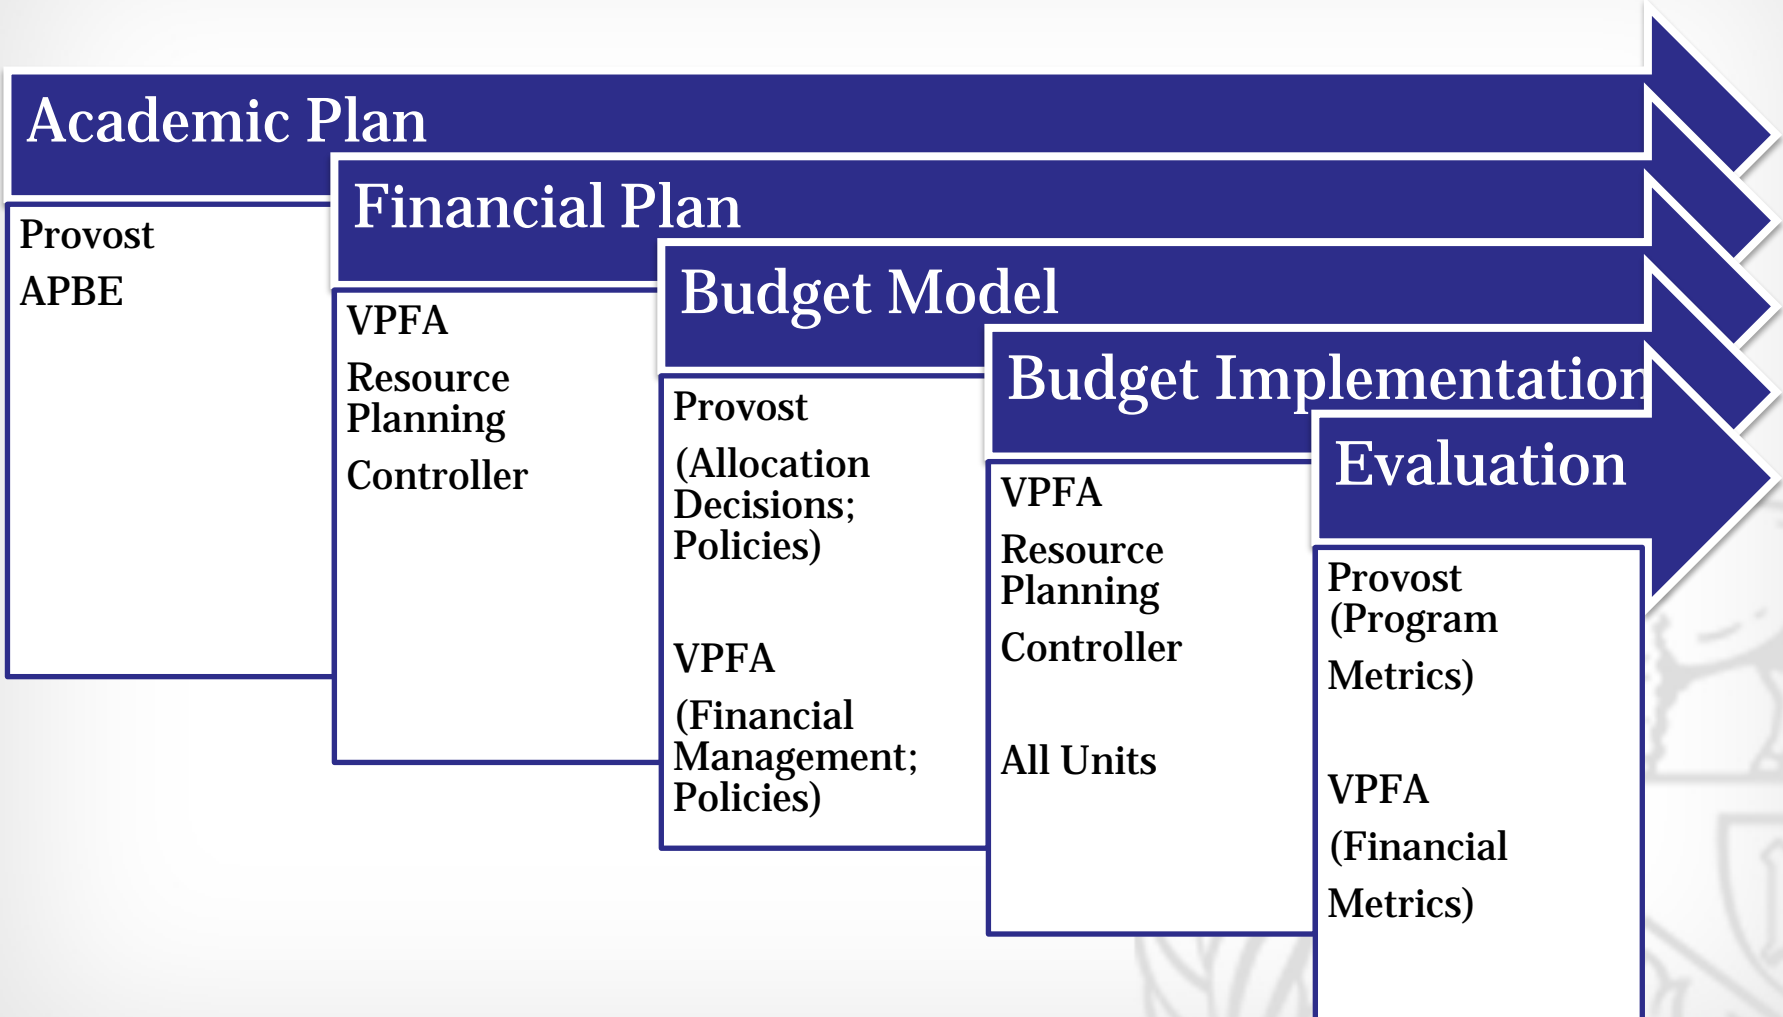 Academic Plan
Provost
APBE
Financial Plan
VPFA
Resource
Planning
Controller
Budget Model
Provost
(Allocation
Decisions;
Policies)
VPFA
(Financial
Management;
Policies)
Budget Implementation
VPFA
Resource
Planning
Controller
All Units
Evaluation
Provost
(Program
Metrics)
VPFA
(Financial
Metrics)